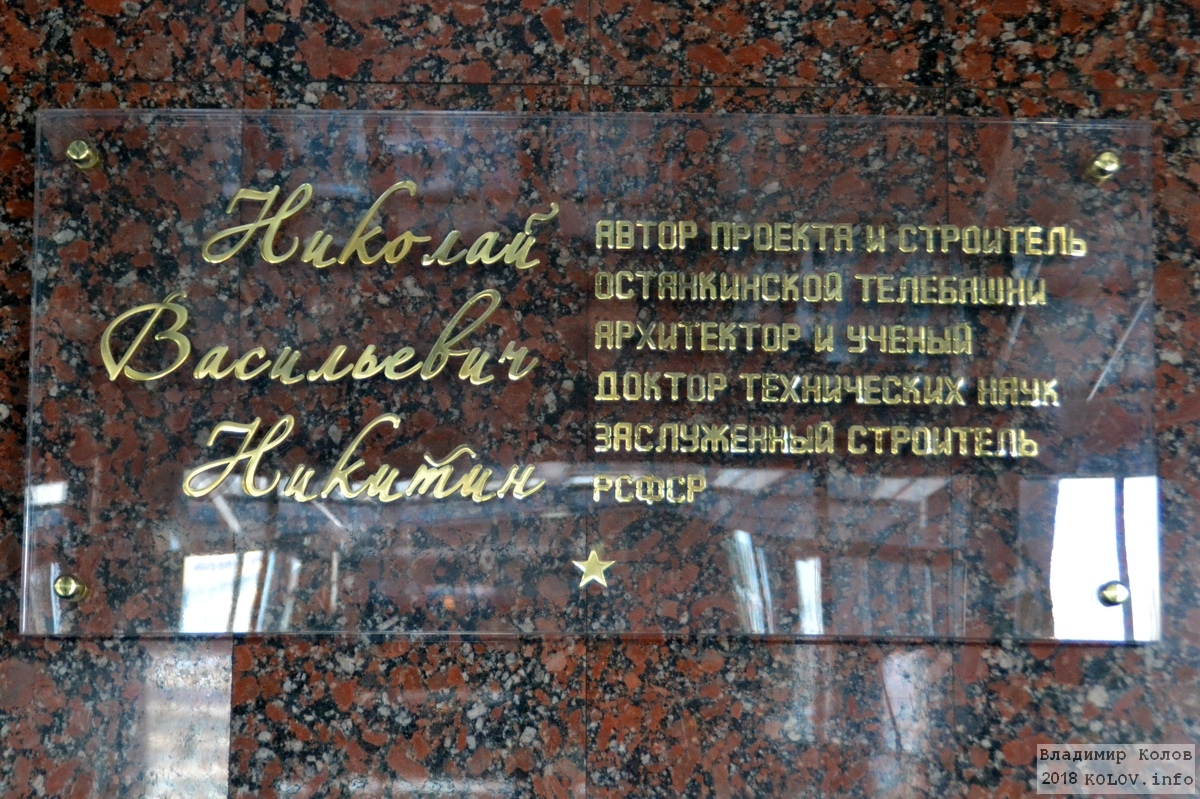 Николай
Васильевич
Никитин
АВТОР ПРОЕКТА И СТРОИТЕЛЬ
ОСТАНКИНСКОЙ ТЕЛЕБАШНИ
АРХИТЕКТОР И УЧЕНЫЙ
ДОКТОР ТЕХНИЧЕСКИХ НАУК
ЗАСЛУЖЕННЫЙ СТРОИТЕЛЬ
РСФСР
Владимир Колов
2018 KOLOV.info